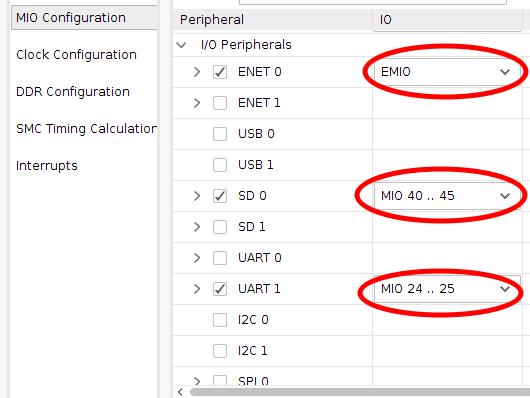 MIO Configuration
Clock Configuration
DDR Configuration
SMC Timing Calculation
Interrupts
Peripheral IO
I/O Peripherals
ENET 0 EMIO
ENET 1
USB 0
USB 1
SD 0 MIO 40 .. 45
SD 1
UART 0
UART 1 MIO 24 .. 25
I2C 0
I2C 1
SPI 0